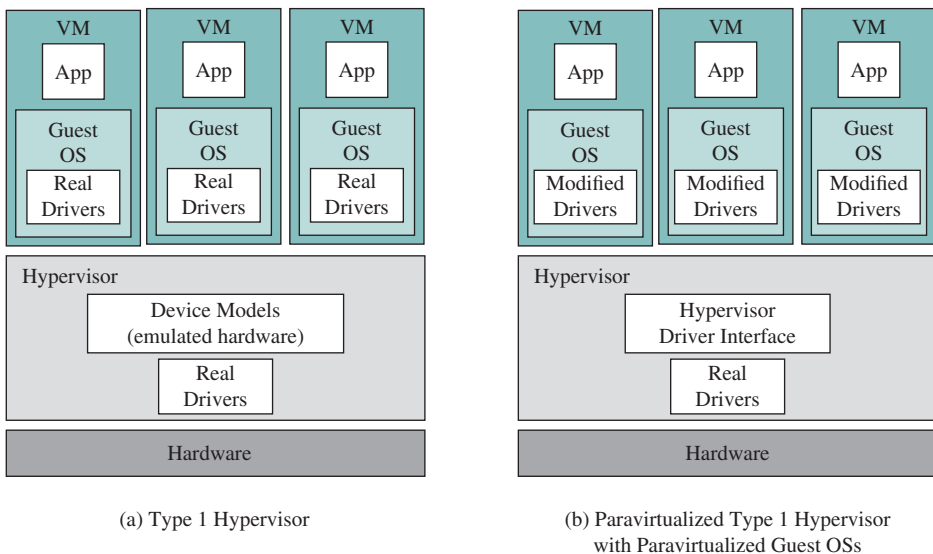 VM
App
Guest
OS
Real
Drivers
VM
App
Guest
OS
Real
Drivers
VM
App
Guest
OS
Real
Drivers
Hypervisor
Device Models
(emulated hardware)
Real
Drivers
Hardware
(a) Type 1 Hypervisor
VM
App
Guest
OS
Modified
Drivers
VM
App
Guest
OS
Modified
Drivers
VM
App
Guest
OS
Modified
Drivers
Hypervisor
Hypervisor
Driver Interface
Real
Drivers
Hardware
(b) Paravirtualized Type 1 Hypervisor
with Paravirtualized Guest OSs